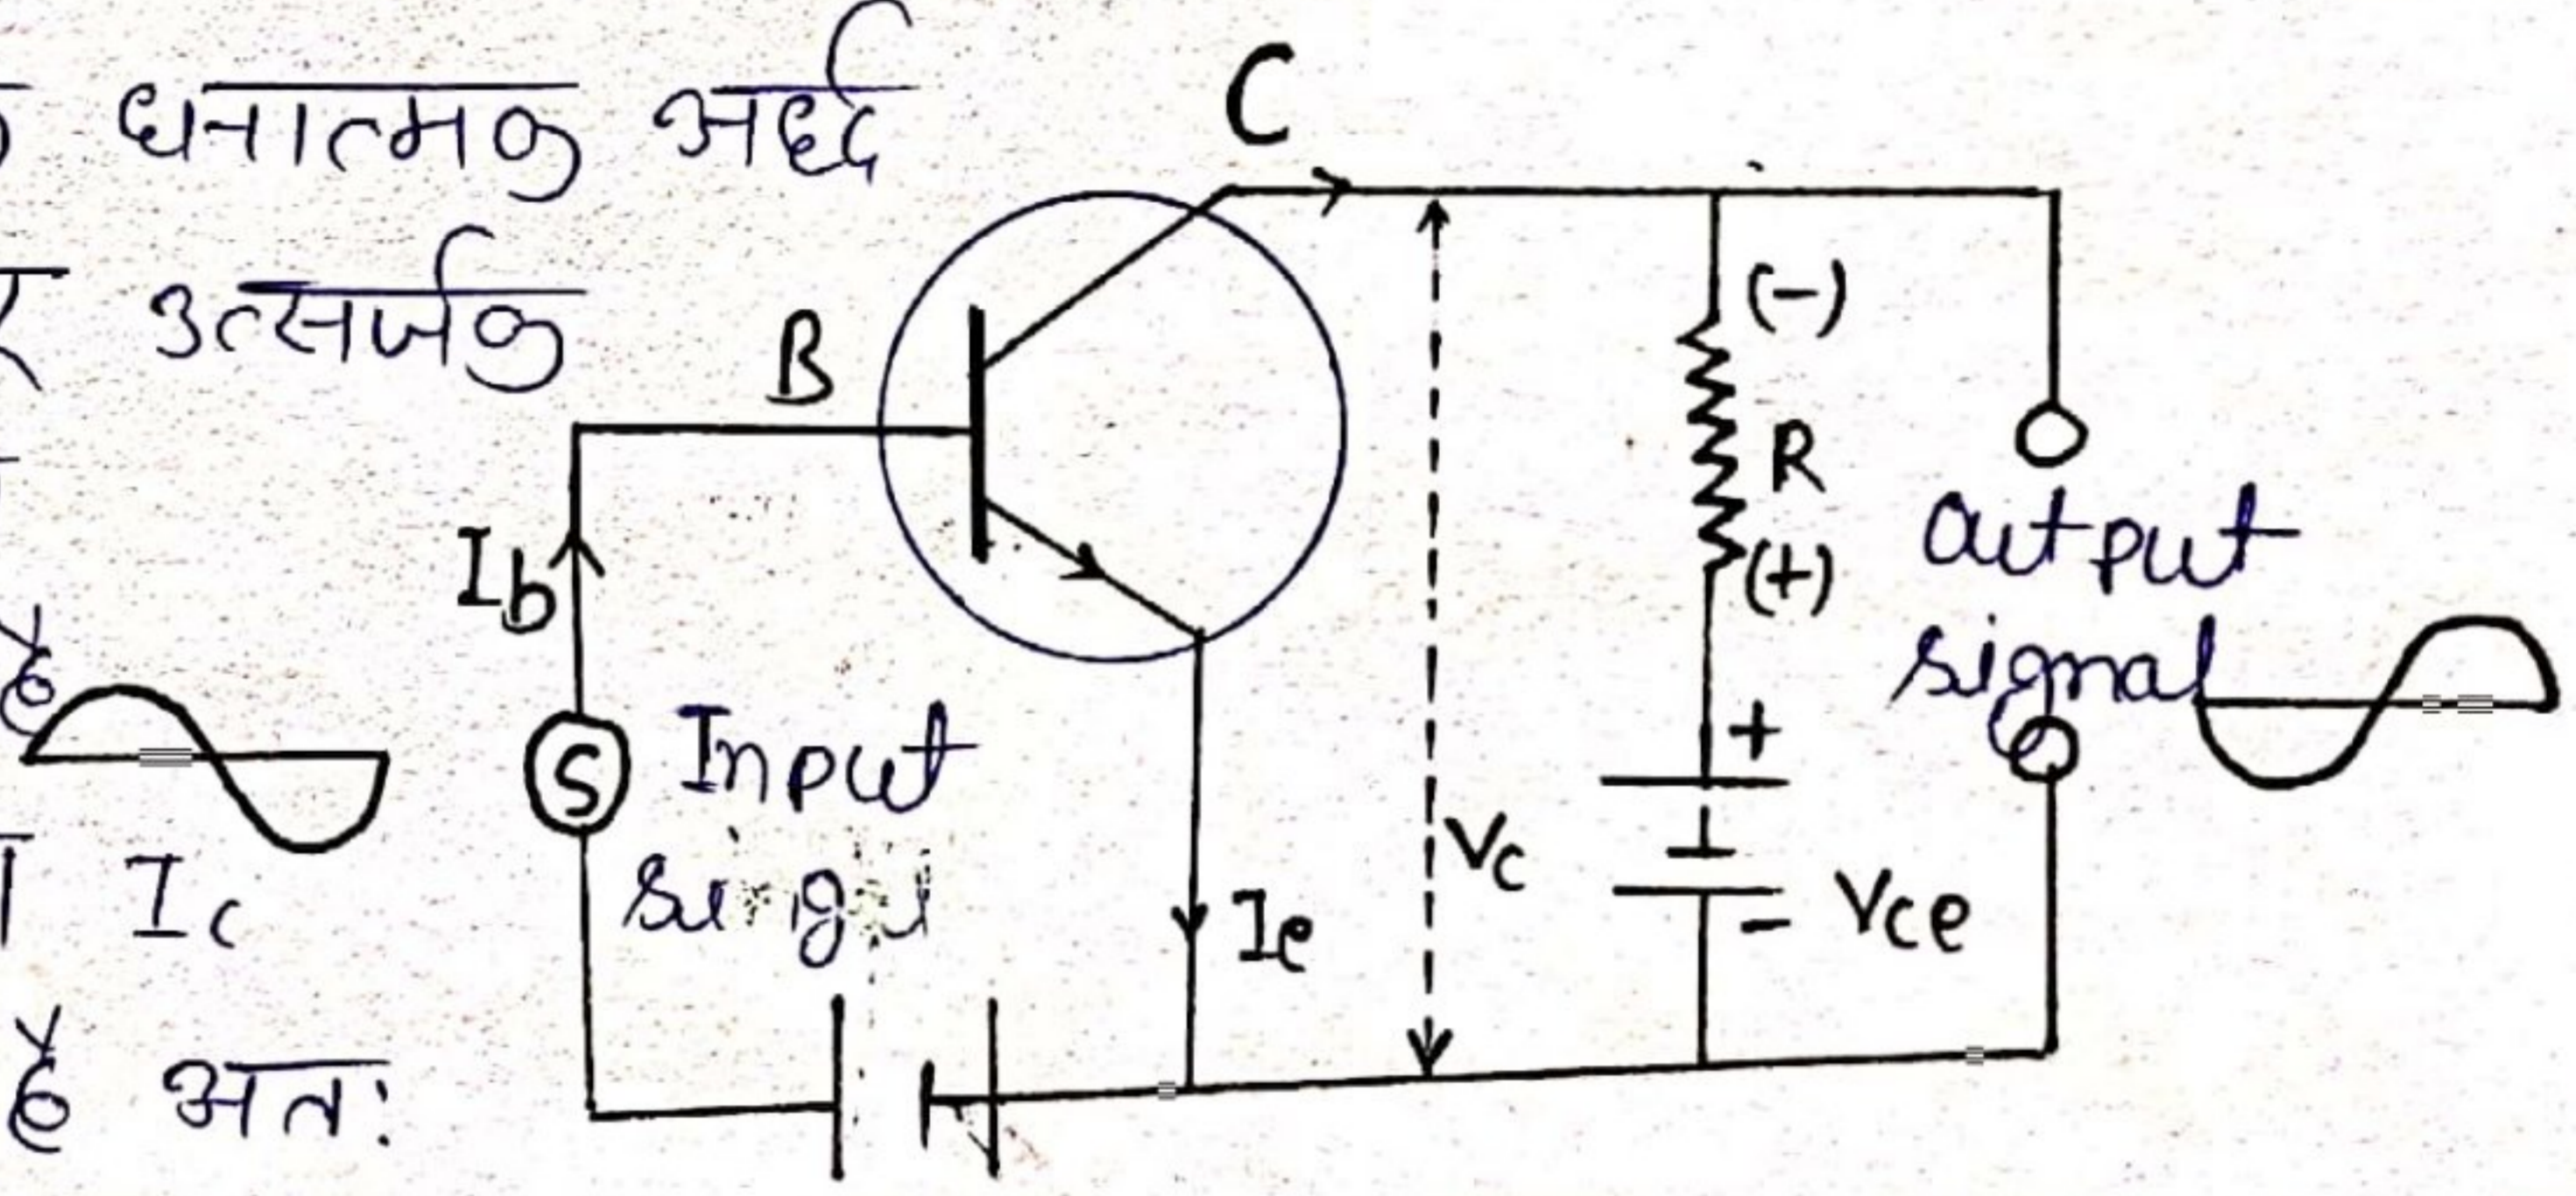 धनात्मक अर्द्ध
C
उत्सर्जक
(-)
B
R
Ib
(+)
Output
है
signal
+
S Input
Vc
Ic
Ie
- Vce
है अतः